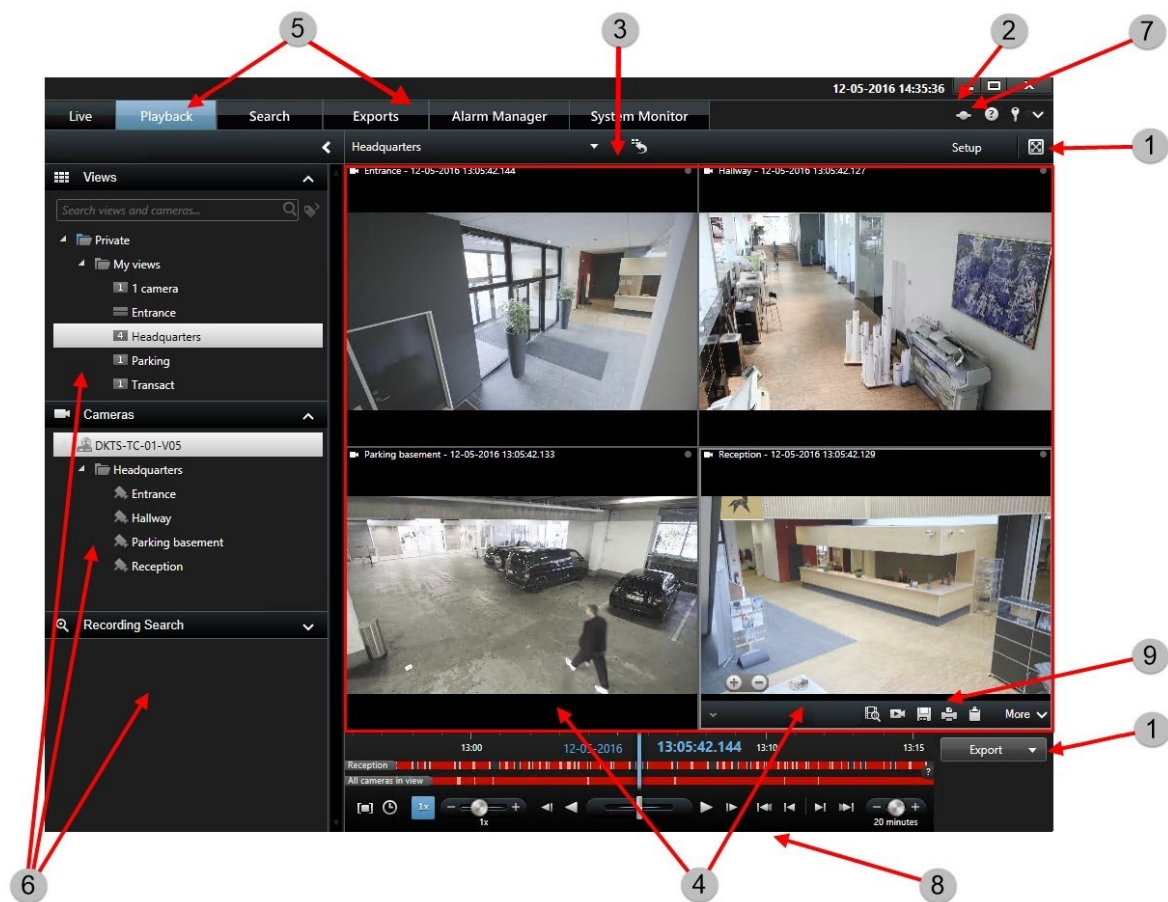 5
3
2
7
12-05-2016 14:35:36
Live Playback Search Exports Alarm Manager System Monitor
Headquarters
Setup
1
Views
Search views and cameras...
Private
My views
1 1 camera
Entrance
4 Headquarters
1 Parking
1 Transact
Cameras
DKTS-TC-01-V05
Headquarters
Entrance
Hallway
Parking basement
Reception
Recording Search
Entrance - 12-05-2016 13:05:42.144
Hallway - 12-05-2016 13:05:42.127
Parking basement - 12-05-2016 13:05:42.133
Reception - 12-05-2016 13:05:42.129
9
More
1
13:00 12-05-2016 13:05:42.144 13:10 13:15
Export
Reception
?
All cameras in view
1x
1x
20 minutes
6
4
8